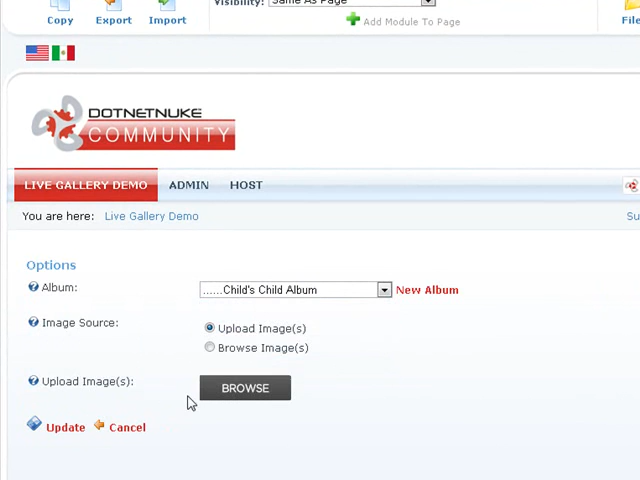 Visibility: Same As Page
Copy Export Import Add Module To Page File
DOTNETNUKE
COMMUNITY
LIVE GALLERY DEMO ADMIN HOST
You are here: Live Gallery Demo Su
Options
Album: ......Child's Child Album New Album
Image Source: Upload Image(s)
Browse Image(s)
Upload Image(s): BROWSE
Update Cancel